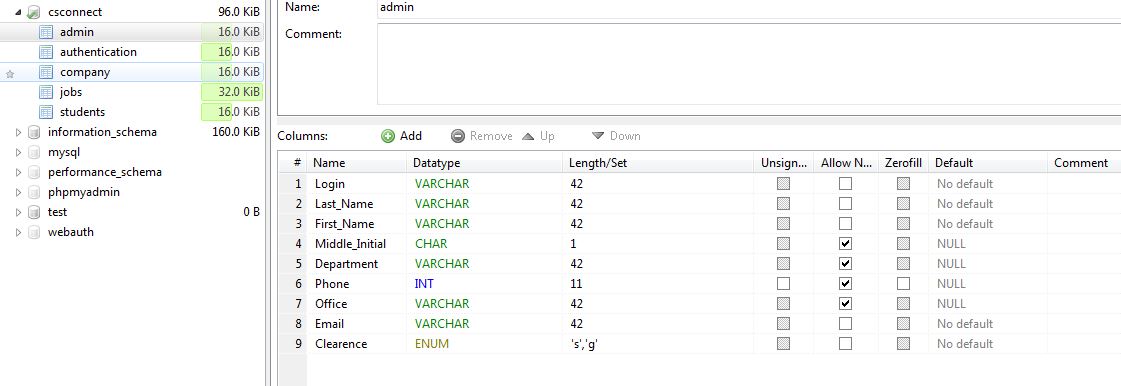 csconnect 96.0 KiB
admin 16.0 KiB
authentication 16.0 KiB
company 16.0 KiB
jobs 32.0 KiB
students 16.0 KiB
information_schema 160.0 KiB
mysql
performance_schema
phpmyadmin
test 0 B
webauth
Name: admin
Comment:
Columns: Add Remove Up Down
# Name Datatype Length/Set Unsign... Allow N... Zerofill Default Comment
1 Login VARCHAR 42 No default
2 Last_Name VARCHAR 42 No default
3 First_Name VARCHAR 42 No default
4 Middle_Initial CHAR 1 NULL
5 Department VARCHAR 42 NULL
6 Phone INT 11 NULL
7 Office VARCHAR 42 NULL
8 Email VARCHAR 42 No default
9 Clearence ENUM 's','g' No default